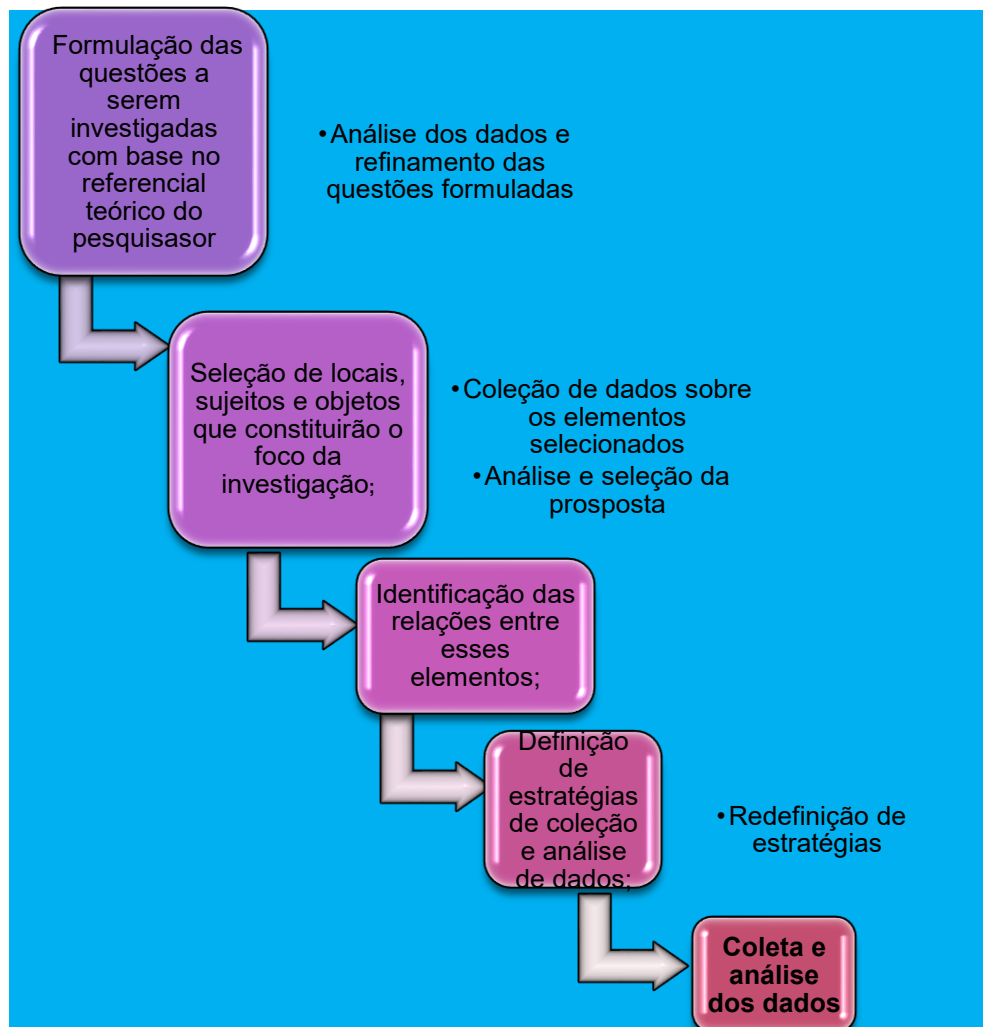 Formulação das
questões a
serem
investigadas
com base no
referencial
teórico do
pesquisasor
•Análise dos dados e
refinamento das
questões formuladas
Seleção de locais,
sujeitos e objetos
que constituirão o
foco da
investigação;
•Coleção de dados sobre
os elementos
selecionados
•Análise e seleção da
prosposta
Identificação das
relações entre
esses
elementos;
Definição
de
estratégias
de coleção
e análise
de dados;
•Redefinição de
estratégias
Coleta e
análise
dos dados